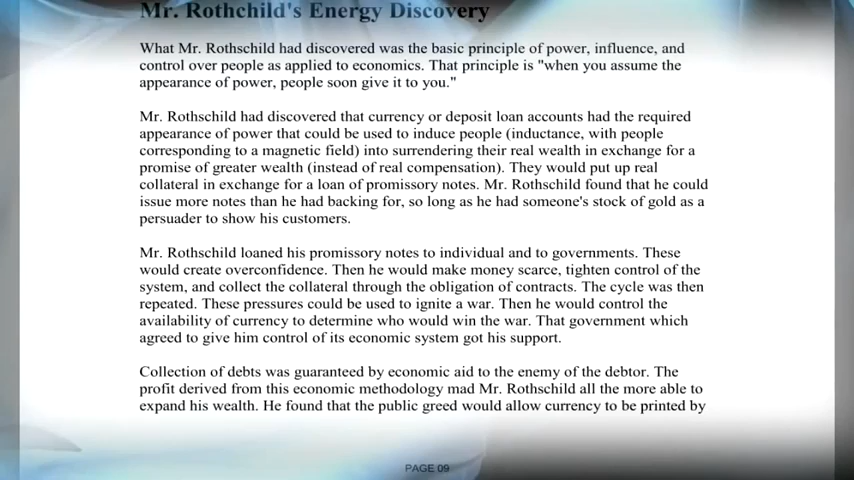 Mr. Rothchild's Energy Discovery
What Mr. Rothschild had discovered was the basic principle of power, influence, and
control over people as applied to economics. That principle is "when you assume the
appearance of power, people soon give it to you."
Mr. Rothschild had discovered that currency or deposit loan accounts had the required
appearance of power that could be used to induce people (inductance, with people
corresponding to a magnetic field) into surrendering their real wealth in exchange for a
promise of greater wealth (instead of real compensation). They would put up real
collateral in exchange for a loan of promissory notes. Mr. Rothschild found that he could
issue more notes than he had backing for, so long as he had someone's stock of gold as a
persuader to show his customers.
Mr. Rothschild loaned his promissory notes to individual and to governments. These
would create overconfidence. Then he would make money scarce, tighten control of the
system, and collect the collateral through the obligation of contracts. The cycle was then
repeated. These pressures could be used to ignite a war. Then he would control the
availability of currency to determine who would win the war. That government which
agreed to give him control of its economic system got his support.
Collection of debts was guaranteed by economic aid to the enemy of the debtor. The
profit derived from this economic methodology mad Mr. Rothschild all the more able to
expand his wealth. He found that the public greed would allow currency to be printed by
PAGE 09